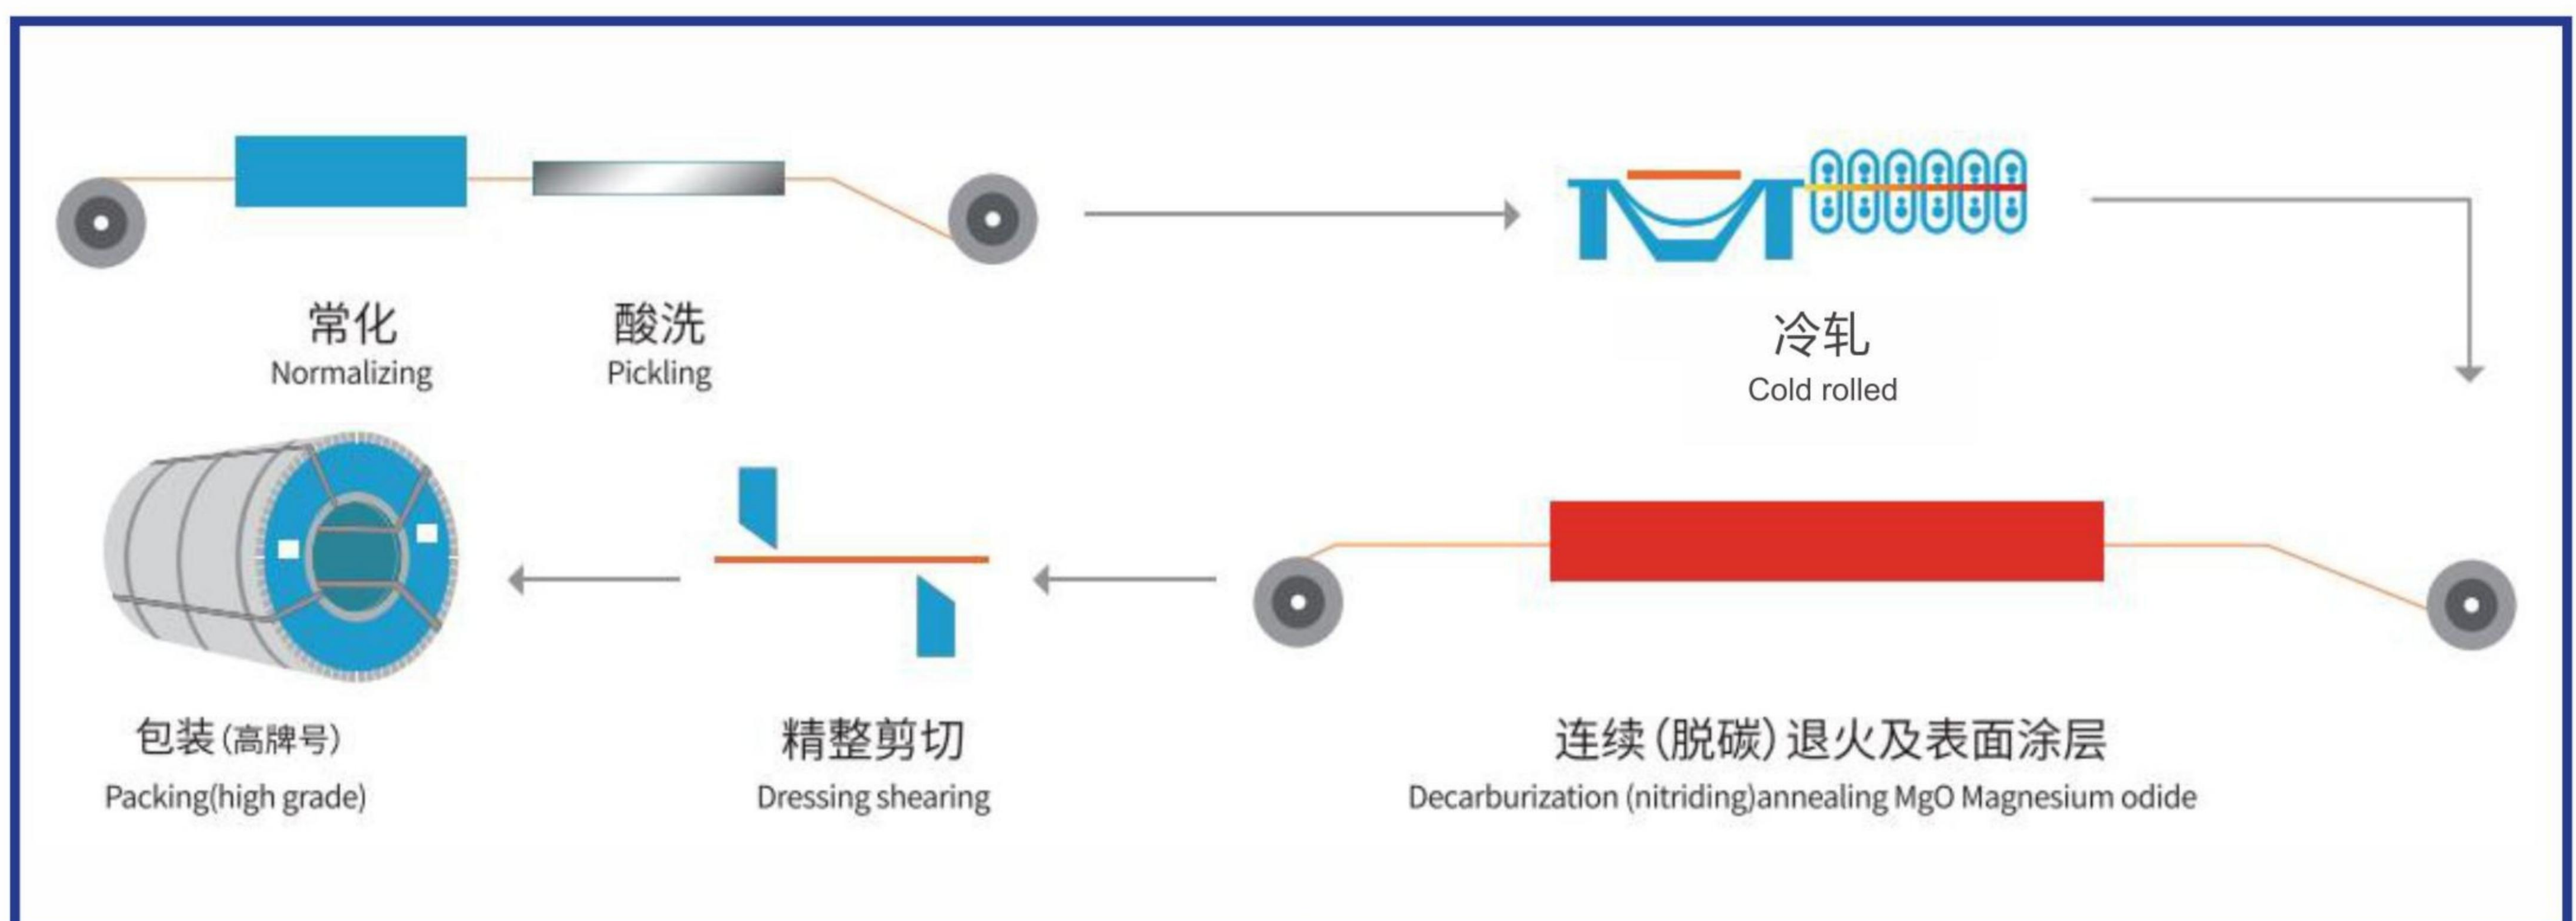 常化
Normalizing
酸洗
Pickling
冷轧
Cold rolled
连续(脱碳)退火及表面涂层
Decarburization (nitriding)annealing MgO Magnesium odide
精整剪切
Dressing shearing
包装(高牌号)
Packing(high grade)